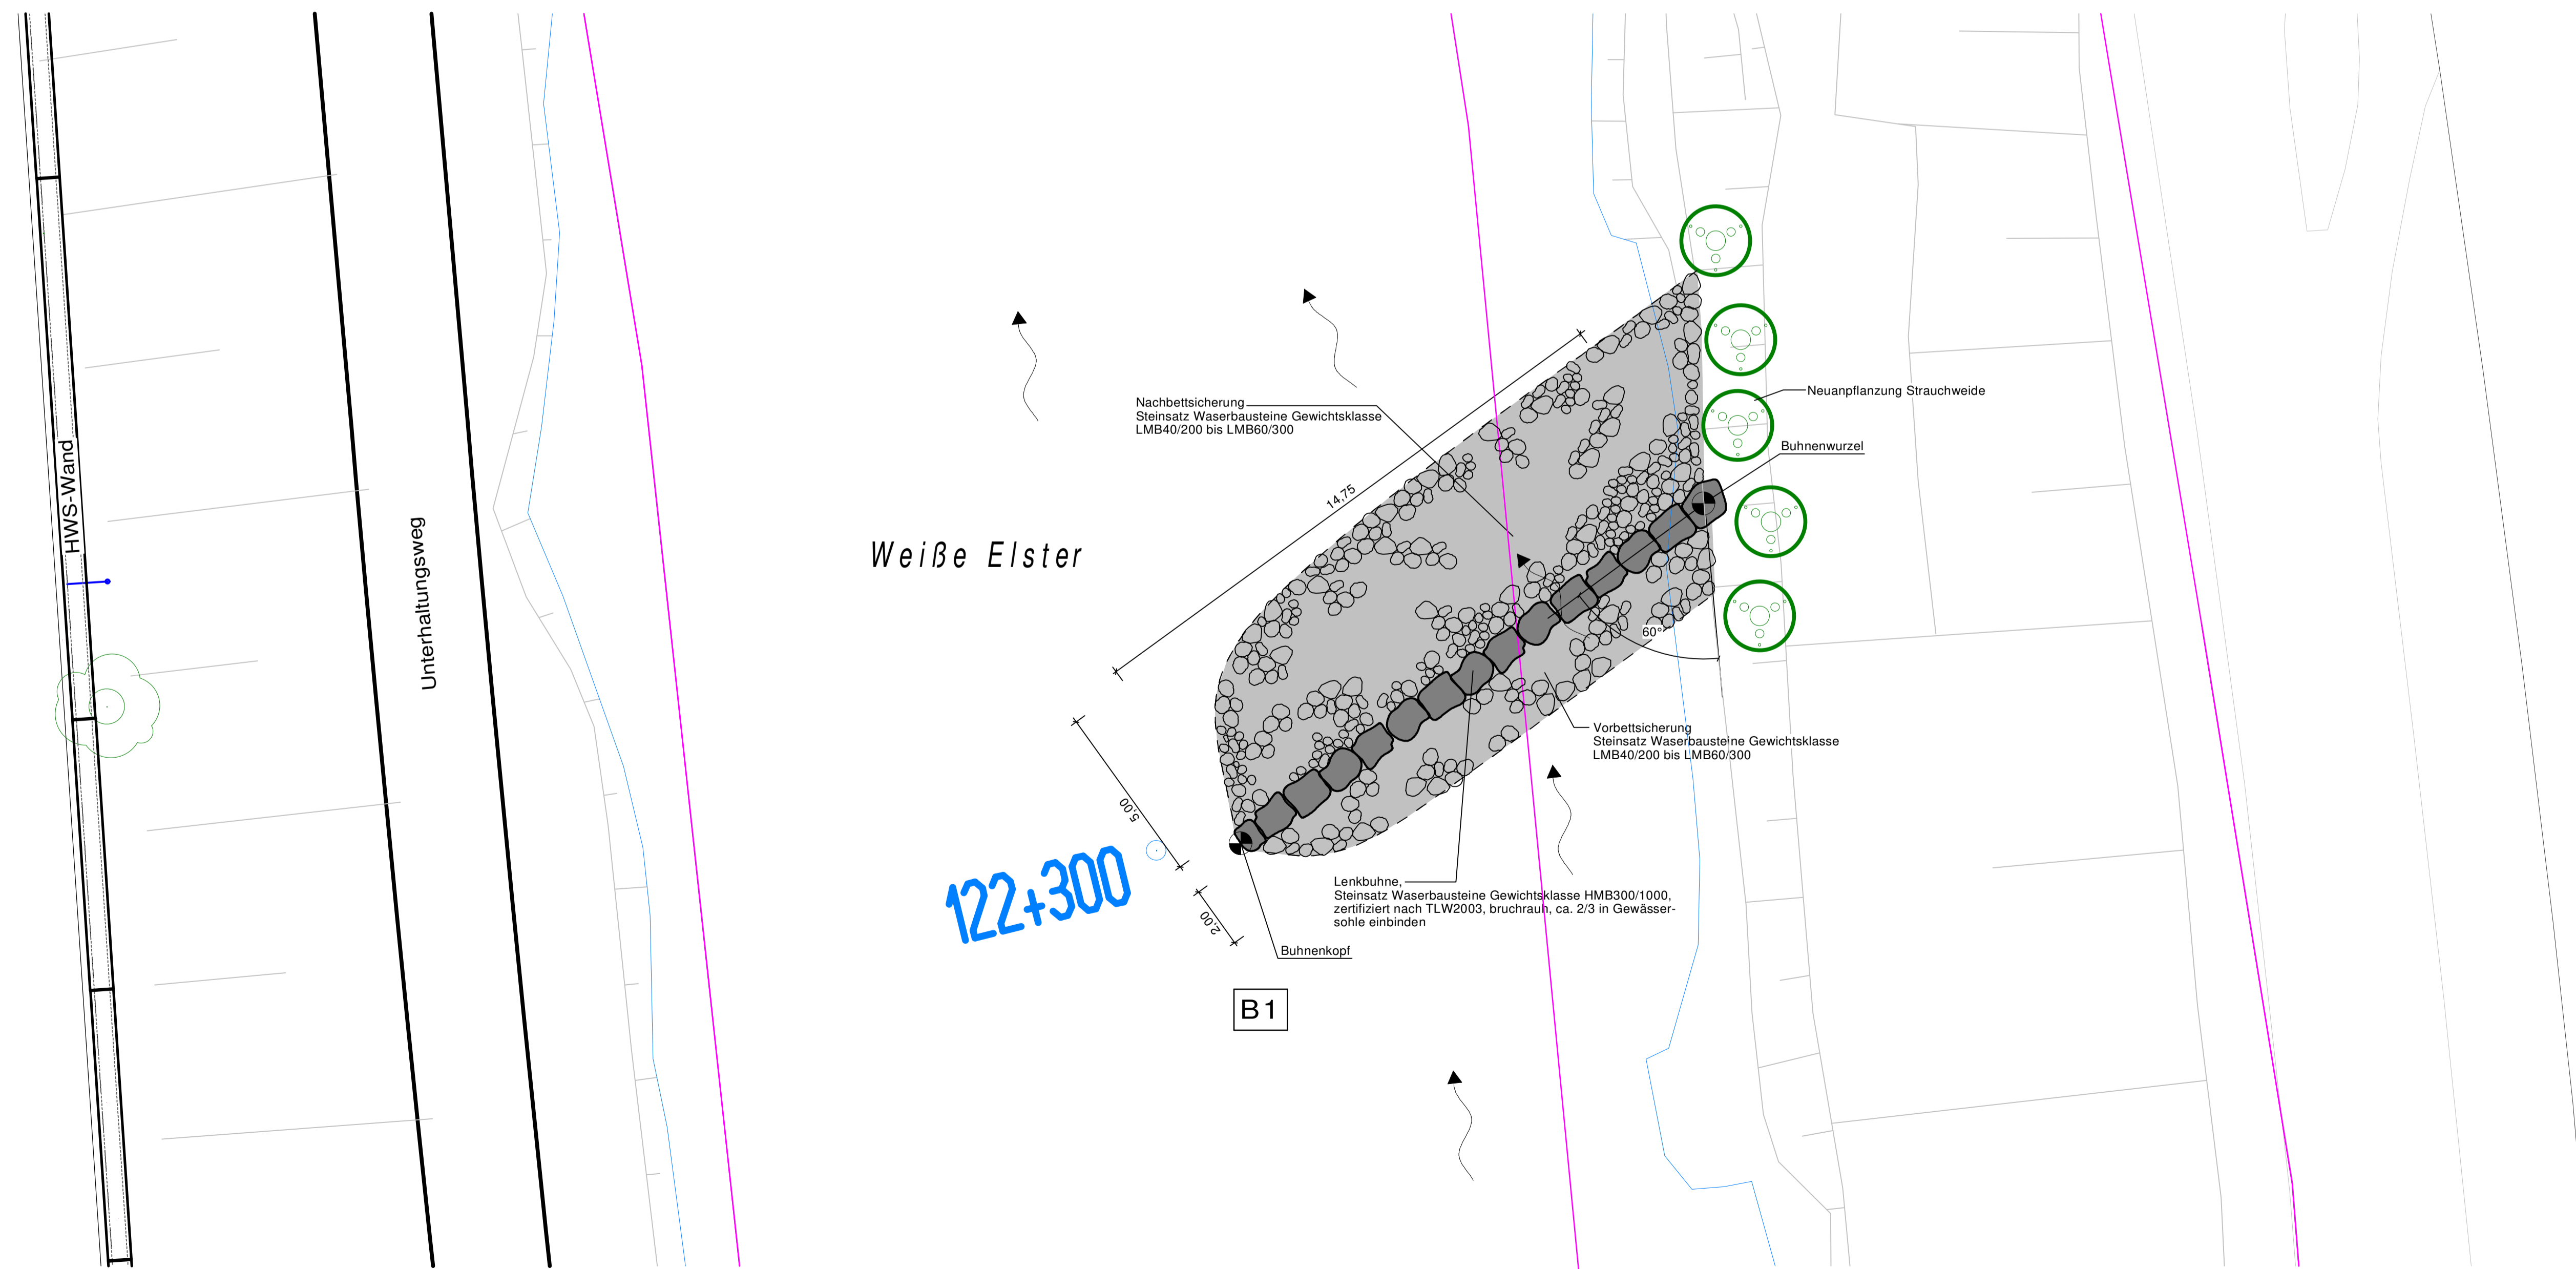 HWS-Wand
Unterhaltungsweg
Weiße Elster
Nachbettsicherung
Steinsatz Waserbausteine Gewichtsklasse
LMB40/200 bis LMB60/300
14,75
Neuanpflanzung Strauchweide
Buhnenwurzel
60°
Vorbettsicherung
Steinsatz Waserbausteine Gewichtsklasse
LMB40/200 bis LMB60/300
5,00
122+300
2,00
Lenkbuhne,
Steinsatz Waserbausteine Gewichtsklasse HMB300/1000,
zertifiziert nach TLW2003, bruchrauh, ca. 2/3 in Gewässer-
sohle einbinden
Buhnenkopf
B1